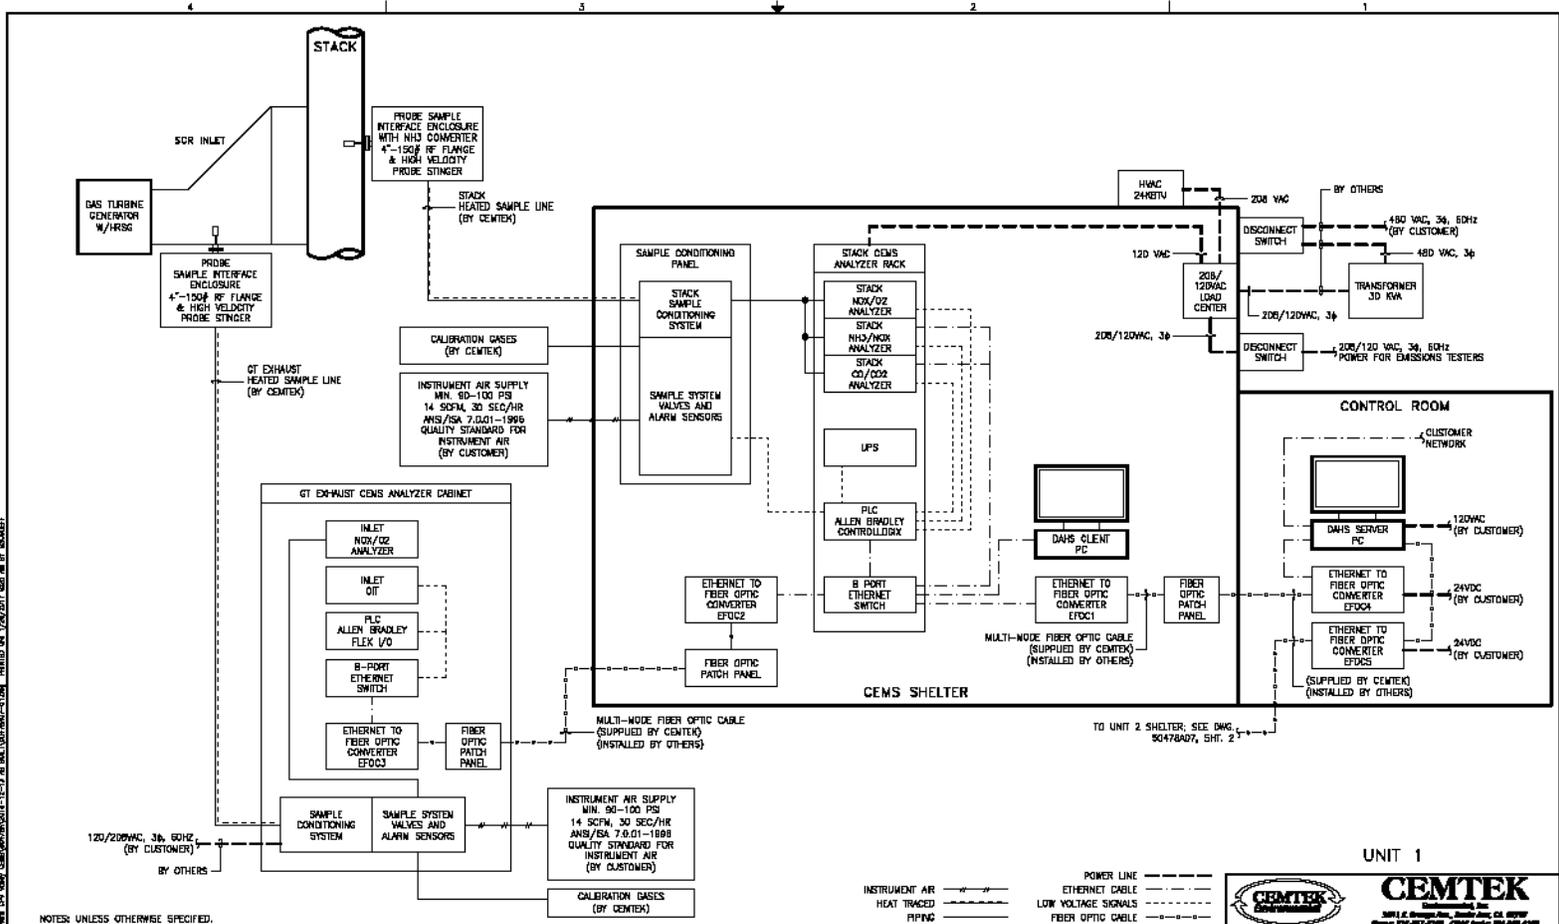 4
3
2
1
STACK
SCR INLET
GAS TURBINE
GENERATOR
W/HRSG
PROBE SAMPLE
INTERFACE ENCLOSURE
WITH NH3 CONVERTER
4"-150# RF FLANGE
& HIGH VELOCITY
PROBE STINGER
STACK
HEATED SAMPLE LINE
(BY CEMTEK)
PROBE
SAMPLE INTERFACE
ENCLOSURE
4"-150# RF FLANGE
& HIGH VELOCITY
PROBE STINGER
GT EXHAUST
HEATED SAMPLE LINE
(BY CEMTEK)
CALIBRATION GASES
(BY CEMTEK)
INSTRUMENT AIR SUPPLY
MIN. 90-100 PSI
14 SCFM, 30 SEC/HR
ANSI/ISA 7.0.01-1996
QUALITY STANDARD FOR
INSTRUMENT AIR
(BY CUSTOMER)
SAMPLE CONDITIONING
PANEL
STACK
SAMPLE
CONDITIONING
SYSTEM
SAMPLE SYSTEM
VALVES AND
ALARM SENSORS
STACK CEMS
ANALYZER RACK
STACK
NOX/O2
ANALYZER
STACK
NH3/NOX
ANALYZER
STACK
CO/CO2
ANALYZER
UPS
PLC
ALLEN BRADLEY
CONTROLLOGIX
8 PORT
ETHERNET
SWITCH
ETHERNET TO
FIBER OPTIC
CONVERTER
EFOC2
FIBER OPTIC
PATCH PANEL
DAHS CLIENT
PC
ETHERNET TO
FIBER OPTIC
CONVERTER
EFOC1
FIBER
OPTIC
PATCH
PANEL
MULTI-MODE FIBER OPTIC CABLE
(SUPPLIED BY CEMTEK)
(INSTALLED BY OTHERS)
CEMS SHELTER
HVAC
24KBTU
208 VAC
120 VAC
208/
120VAC
LOAD
CENTER
208/120VAC, 3ϕ
DISCONNECT
SWITCH
BY OTHERS
480 VAC, 3ϕ, 60Hz
(BY CUSTOMER)
480 VAC, 3ϕ
TRANSFORMER
30 KVA
208/120VAC, 3ϕ
DISCONNECT
SWITCH
208/120 VAC, 3ϕ, 60Hz
POWER FOR EMISSIONS TESTERS
CONTROL ROOM
CUSTOMER
NETWORK
DAHS SERVER
PC
120VAC
(BY CUSTOMER)
ETHERNET TO
FIBER OPTIC
CONVERTER
EFOC4
24VDC
(BY CUSTOMER)
ETHERNET TO
FIBER OPTIC
CONVERTER
EFOC5
24VDC
(BY CUSTOMER)
(SUPPLIED BY CEMTEK)
(INSTALLED BY OTHERS)
TO UNIT 2 SHELTER; SEE DWG.
50478A07, SHT. 2
GT EXHAUST CEMS ANALYZER CABINET
INLET
NOX/O2
ANALYZER
INLET
OIT
PLC
ALLEN BRADLEY
FLEX I/O
8-PORT
ETHERNET
SWITCH
ETHERNET TO
FIBER OPTIC
CONVERTER
EFOC3
FIBER
OPTIC
PATCH
PANEL
MULTI-MODE FIBER OPTIC CABLE
(SUPPLIED BY CEMTEK)
(INSTALLED BY OTHERS)
SAMPLE
CONDITIONING
SYSTEM
SAMPLE SYSTEM
VALVES AND
ALARM SENSORS
INSTRUMENT AIR SUPPLY
MIN. 90-100 PSI
14 SCFM, 30 SEC/HR
ANSI/ISA 7.0.01-1996
QUALITY STANDARD FOR
INSTRUMENT AIR
(BY CUSTOMER)
CALIBRATION GASES
(BY CEMTEK)
120/208VAC, 3ϕ, 60HZ
(BY CUSTOMER)
BY OTHERS
NOTES: UNLESS OTHERWISE SPECIFIED.
INSTRUMENT AIR
HEAT TRACED
PIPING
POWER LINE
ETHERNET CABLE
LOW VOLTAGE SIGNALS
FIBER OPTIC CABLE
UNIT 1
CEMTEK
CEMTEK
Environmental, Inc.